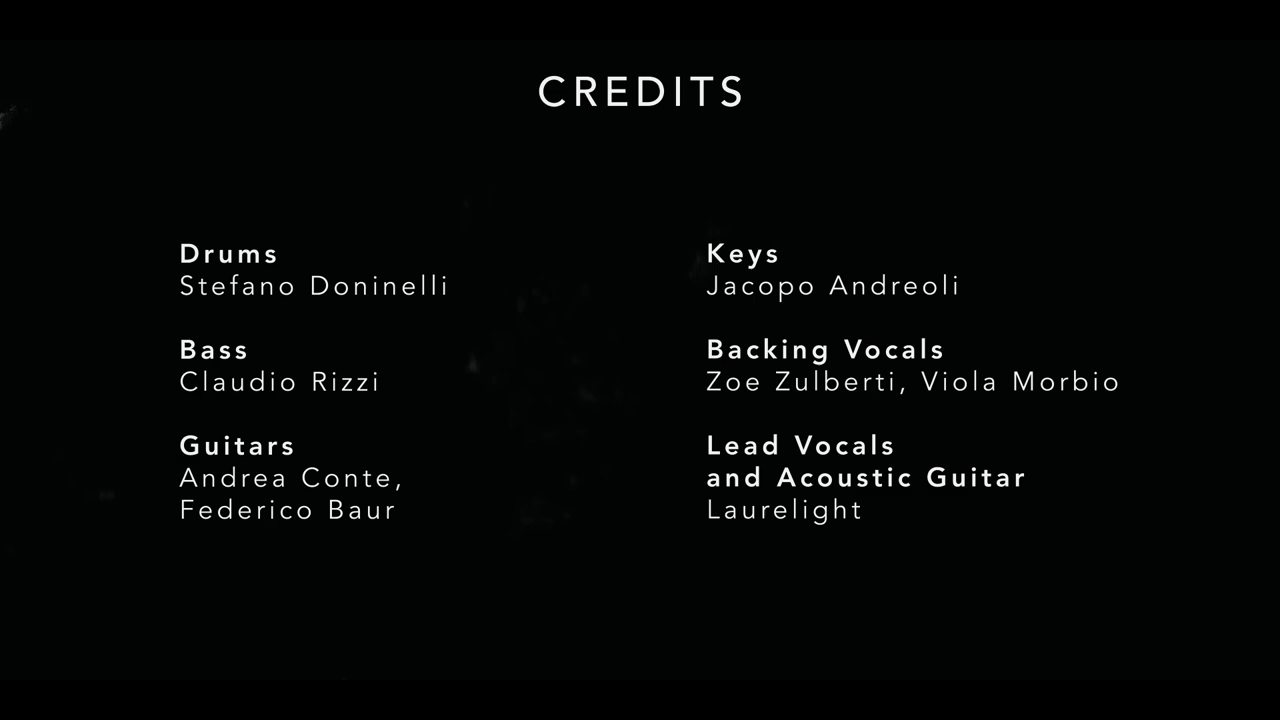 CREDITS
Drums
Stefano Doninelli
Bass
Claudio Rizzi
Guitars
Andrea Conte,
Federico Baur
Keys
Jacopo Andreoli
Backing Vocals
Zoe Zulberti, Viola Morbio
Lead Vocals
and Acoustic Guitar
Laurelight